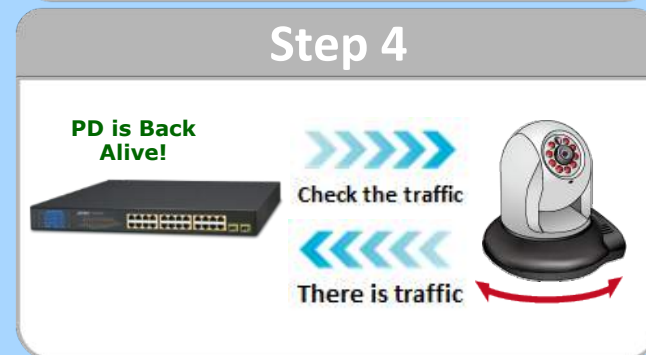 Step 4
PD is Back
Alive!
Check the traffic
There is traffic